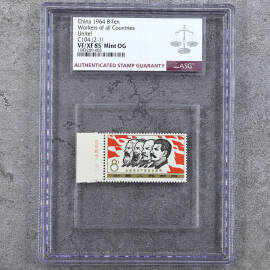 China 1964 8 Fen
Workers of all Countries
Unite!
C104.(2-1)
VF/XF 85 Mint OG
AUTHENTICATED STAMP GUARANTY
ASG
8